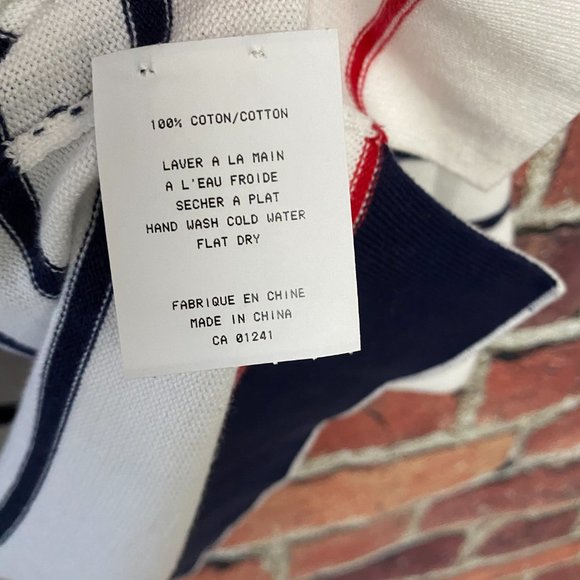 100% COTON/COTTON
LAVER A LA MAIN
A L'EAU FROIDE
SECHER A PLAT
HAND WASH COLD WATER
FLAT DRY
FABRIQUE EN CHINE
MADE IN CHINA
CA 01241